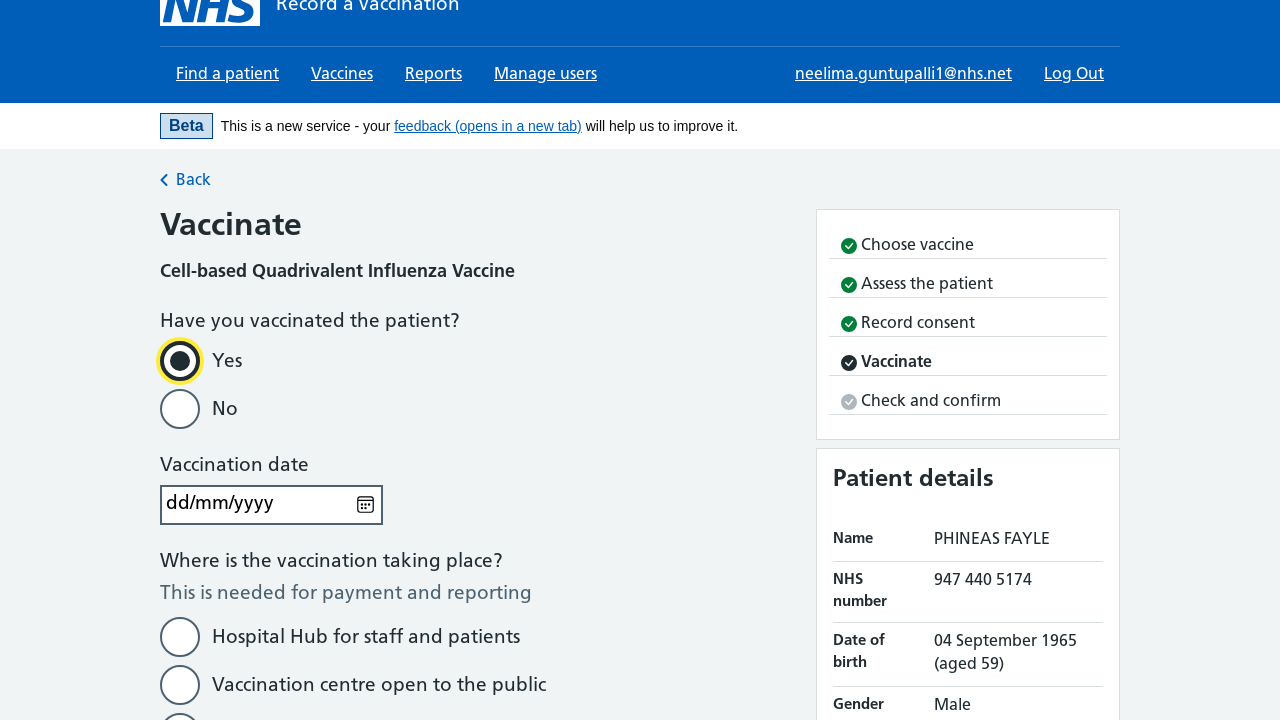 NHS Record a vaccination
Find a patient Vaccines Reports Manage users neelima.guntupalli1@nhs.net Log Out
Beta This is a new service - your feedback (opens in a new tab) will help us to improve it.
Back
Vaccinate
Cell-based Quadrivalent Influenza Vaccine
Have you vaccinated the patient?
Yes
No
Vaccination date
dd/mm/yyyy
Where is the vaccination taking place?
This is needed for payment and reporting
Hospital Hub for staff and patients
Vaccination centre open to the public
Choose vaccine
Assess the patient
Record consent
Vaccinate
Check and confirm
Patient details
Name PHINEAS FAYLE
NHS number 947 440 5174
Date of birth 04 September 1965 (aged 59)
Gender Male